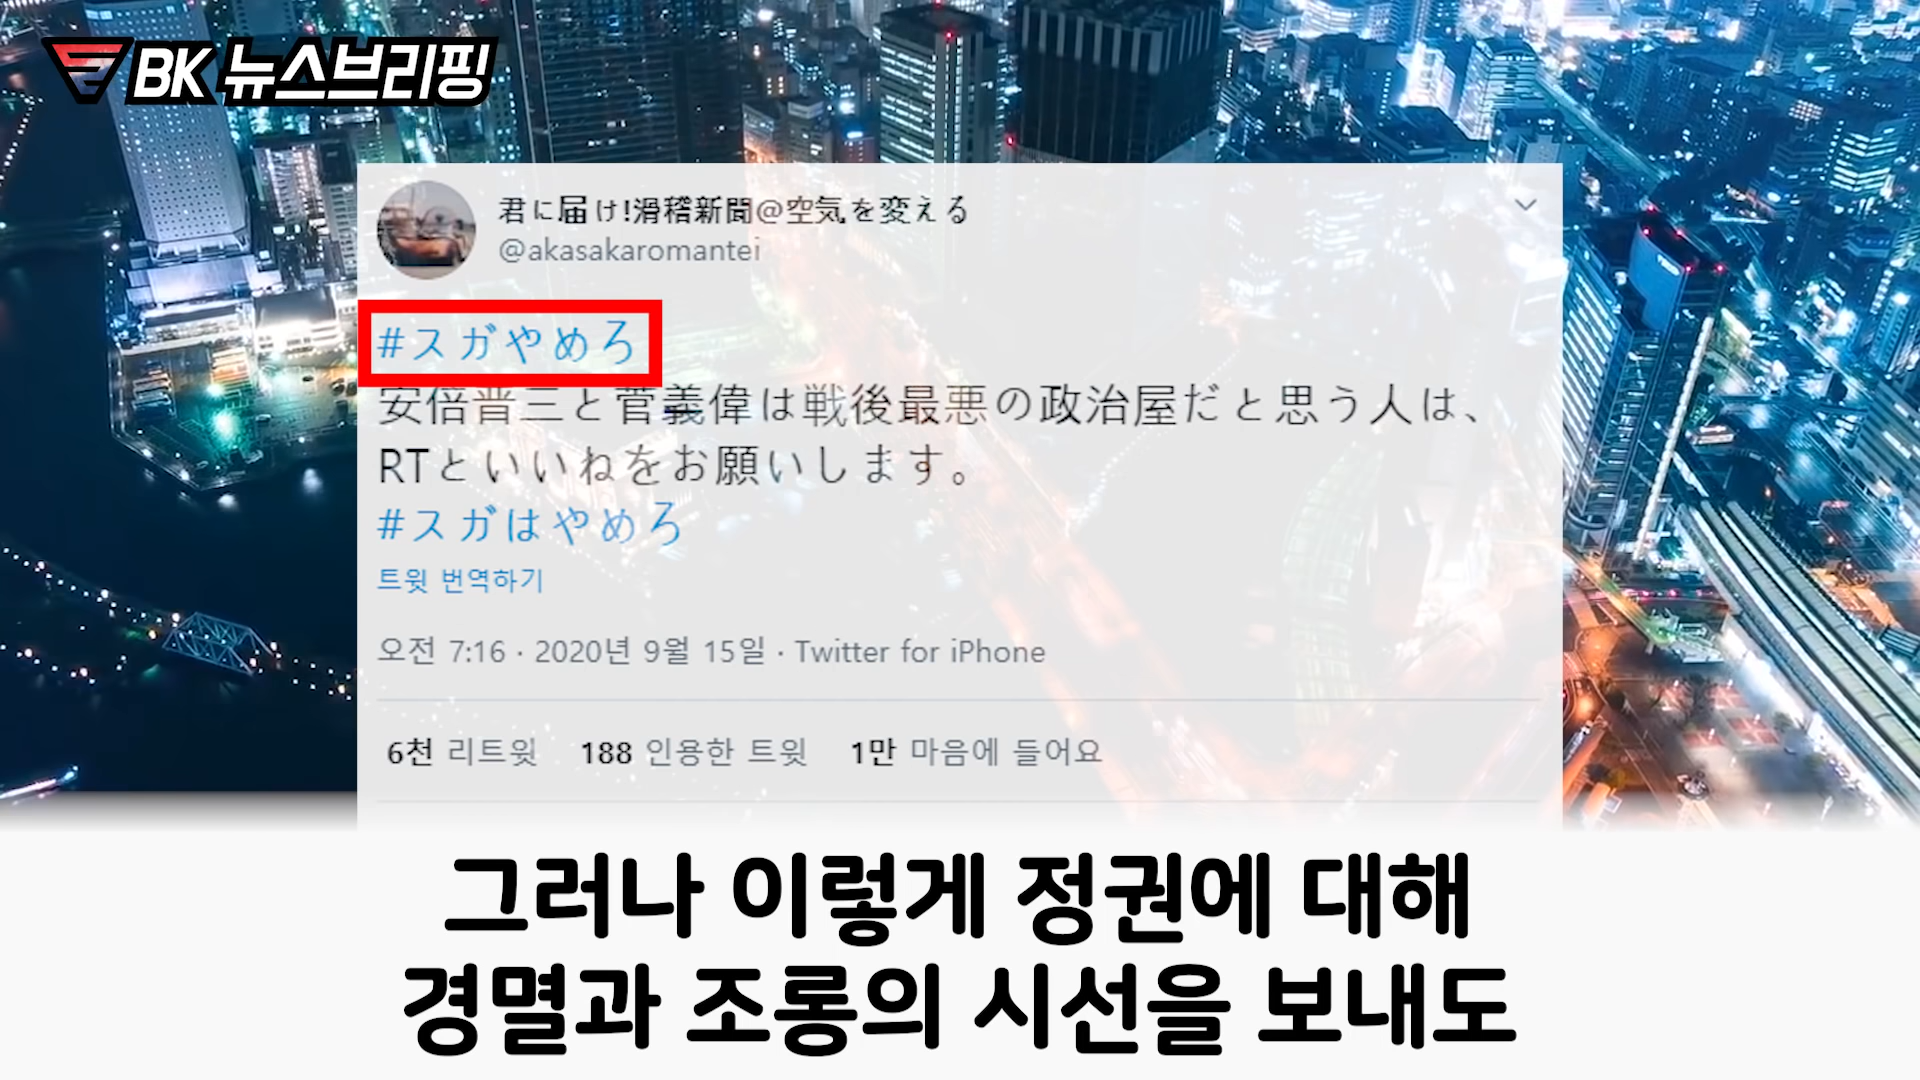 BK 뉴스브리핑
君に届け!滑稽新聞@空気を変える
@akasakaromantei
#スガやめろ
安倍晋三と菅義偉は戦後最悪の政治屋だと思う人は、
RTといいねをお願いします。
#スガはやめろ
트윗 번역하기
오전 7:16 · 2020년 9월 15일 · Twitter for iPhone
6천 리트윗 188 인용한 트윗 1만 마음에 들어요
그러나 이렇게 정권에 대해
경멸과 조롱의 시선을 보내도